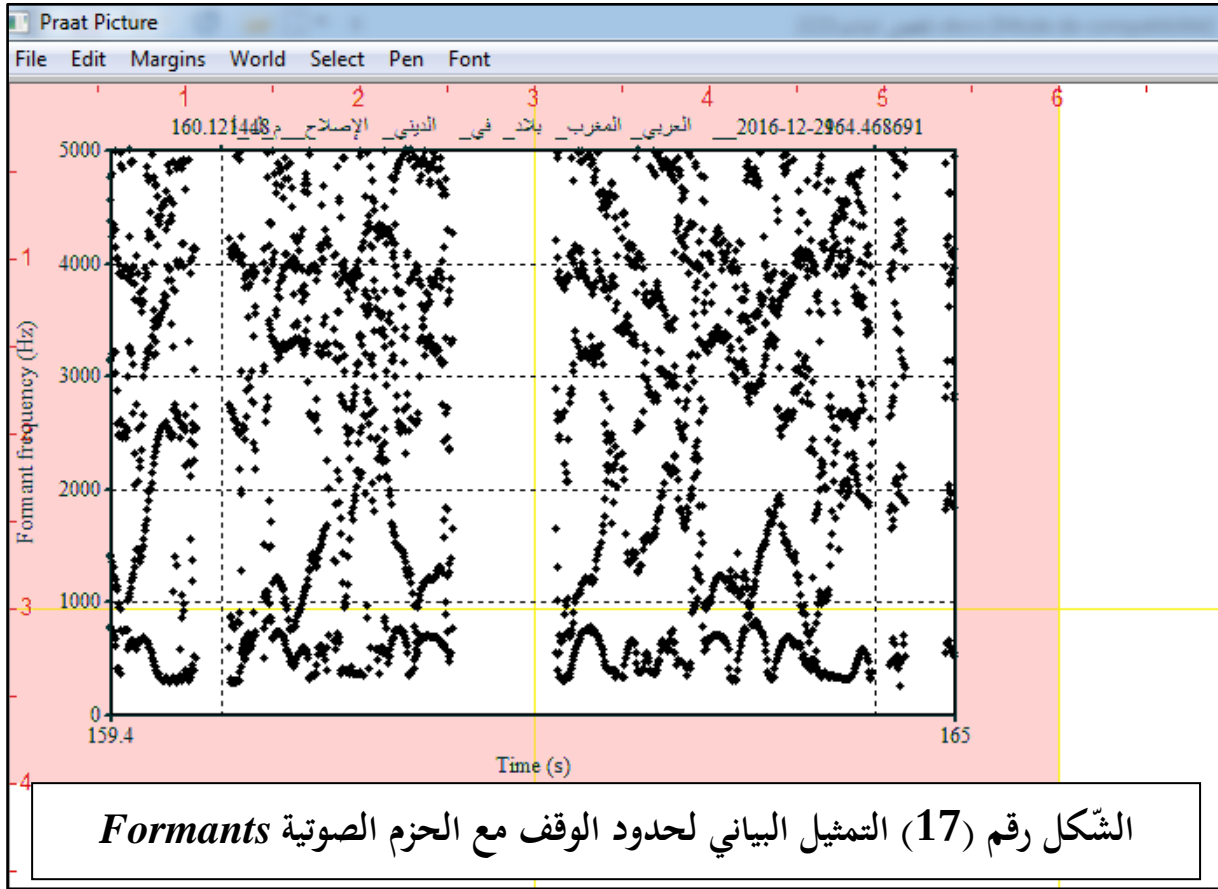 Praat Picture
File Edit Margins World Select Pen Font
1 2 3 4 5 6
160.121448 العربي_ المغرب_ بلاد_ في_ الديني_ الإصلاح__ 2016-12-29__ 164.468691
5000
1
4000
Formant frequency (Hz)
3000
2000
1000
3
0
159.4 165
Time (s)
4
الشّكل رقم (17) التمثيل البياني لحدود الوقف مع الحزم الصوتية Formants